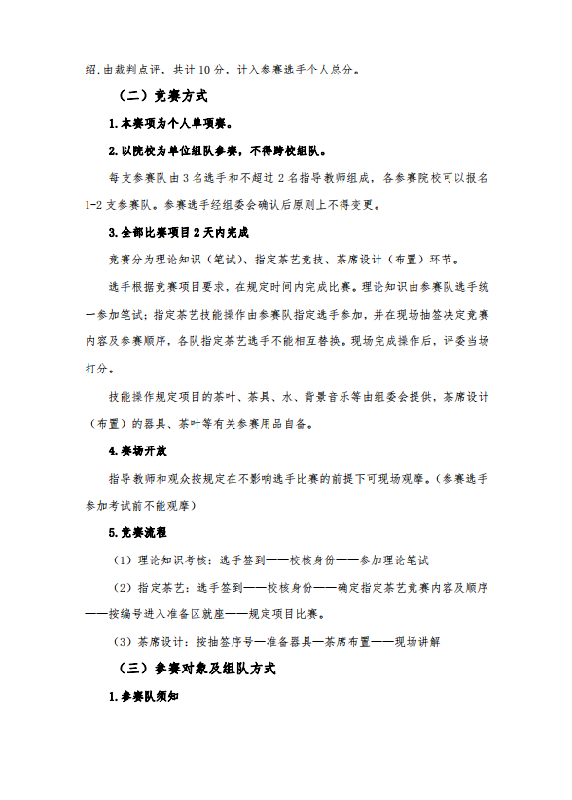 绍,由裁判点评，共计10分，计入参赛选手个人总分。
（二）竞赛方式
1.本赛项为个人单项赛。
2.以院校为单位组队参赛，不得跨校组队。
每支参赛队由3名选手和不超过2名指导教师组成，各参赛院校可以报名
1-2支参赛队。参赛选手经组委会确认后原则上不得变更。
3.全部比赛项目2天内完成
竞赛分为理论知识（笔试）、指定茶艺竞技、茶席设计（布置）环节。
选手根据竞赛项目要求，在规定时间内完成比赛。理论知识由参赛队选手统
一参加笔试；指定茶艺技能操作由参赛队指定选手参加，并在现场抽签决定竞赛
内容及参赛顺序，各队指定茶艺选手不能相互替换。现场完成操作后，评委当场
打分。
技能操作规定项目的茶叶、茶具、水、背景音乐等由组委会提供，茶席设计
（布置）的器具、茶叶等有关参赛用品自备。
4.赛场开放
指导教师和观众按规定在不影响选手比赛的前提下可现场观摩。（参赛选手
参加考试前不能观摩）
5.竞赛流程
（1）理论知识考核：选手签到——校核身份——参加理论笔试
（2）指定茶艺：选手签到——校核身份——确定指定茶艺竞赛内容及顺序
——按编号进入准备区就座——规定项目比赛。
（3）茶席设计：按抽签序号—准备器具—茶席布置——现场讲解
（三）参赛对象及组队方式
1.参赛队须知